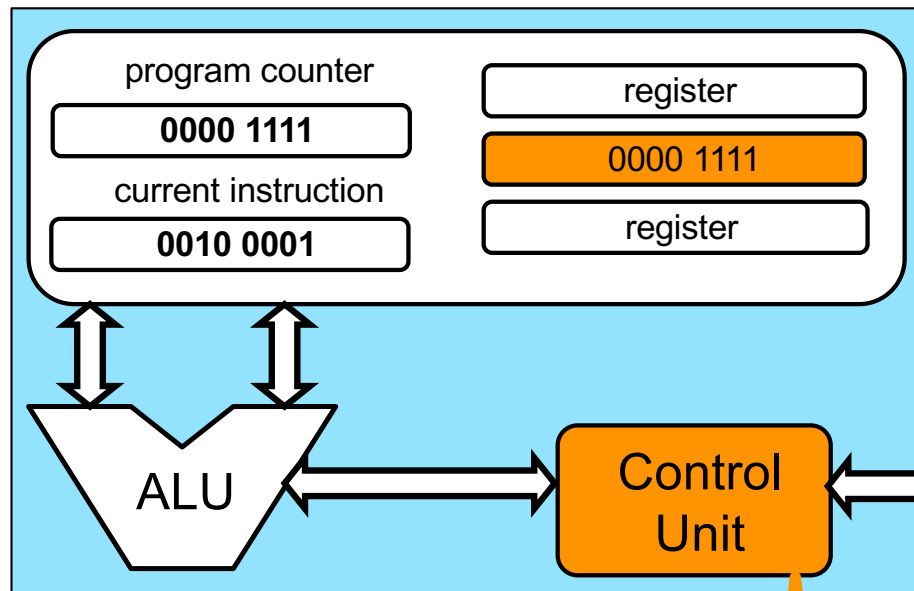 program counter
0000 1111
current instruction
0010 0001
register
0000 1111
register
ALU
Control
Unit